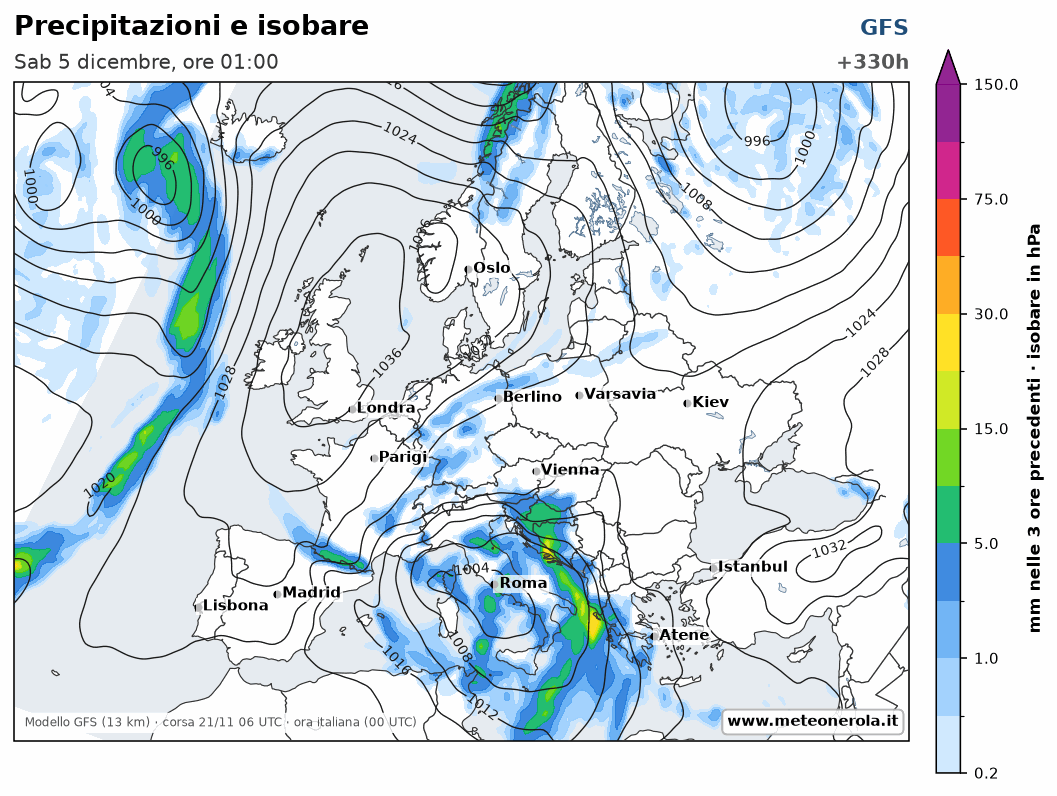 Precipitazioni e isobare
GFS
Sab 5 dicembre, ore 01:00
+330h
1024
996
1000
996
1000
1000
1008
1024
1028
1028
1036
1020
1032
1004
1008
1016
1012
Oslo
Londra
Berlino
Varsavia
Kiev
Parigi
Vienna
Madrid
Lisbona
Roma
Istanbul
Atene
Modello GFS (13 km) · corsa 21/11 06 UTC · ora italiana (00 UTC)
www.meteonerola.it
150.0
75.0
30.0
15.0
5.0
1.0
0.2
mm nelle 3 ore precedenti · isobare in hPa